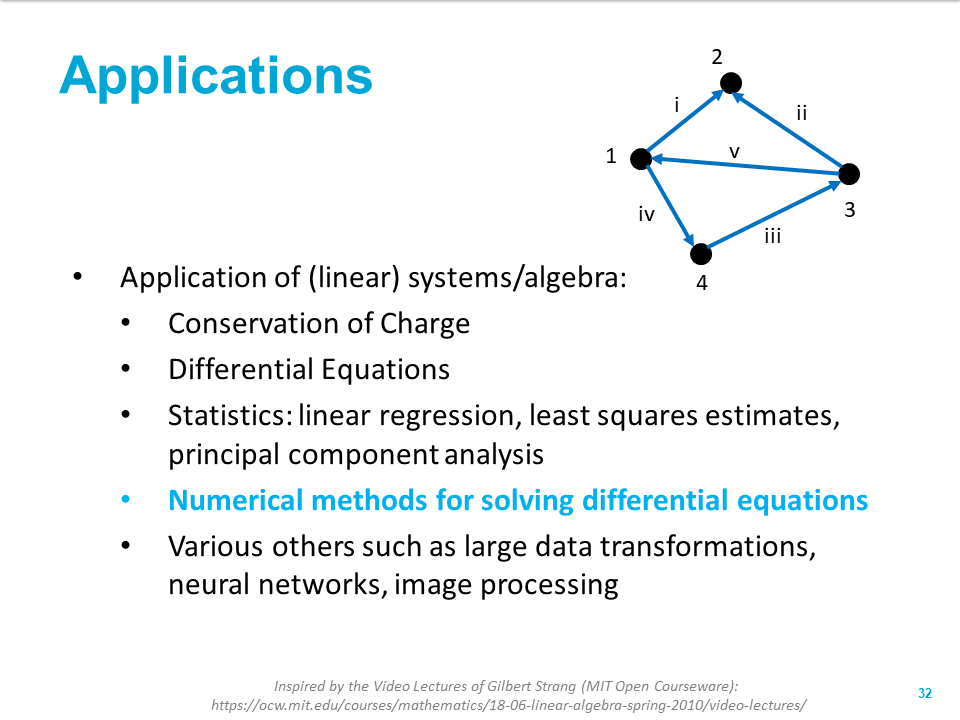 Applications
2
i
ii
1
v
iv
3
iii
4
• Application of (linear) systems/algebra:
• Conservation of Charge
• Differential Equations
• Statistics: linear regression, least squares estimates,
principal component analysis
• Numerical methods for solving differential equations
• Various others such as large data transformations,
neural networks, image processing
Inspired by the Video Lectures of Gilbert Strang (MIT Open Courseware):
https://ocw.mit.edu/courses/mathematics/18-06-linear-algebra-spring-2010/video-lectures/
32